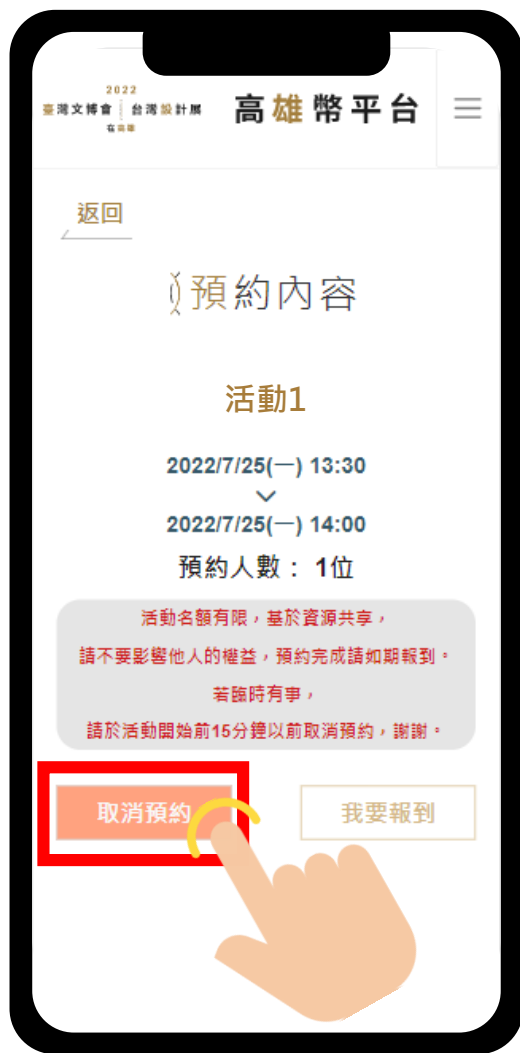 2022
臺灣文博會 台灣設計展
在高雄
高雄幣平台
返回
預約內容
活動1
2022/7/25(一) 13:30
2022/7/25(一) 14:00
預約人數： 1位
活動名額有限，基於資源共享，
請不要影響他人的權益，預約完成請如期報到。
若臨時有事，
請於活動開始前15分鐘以前取消預約，謝謝。
取消預約
我要報到